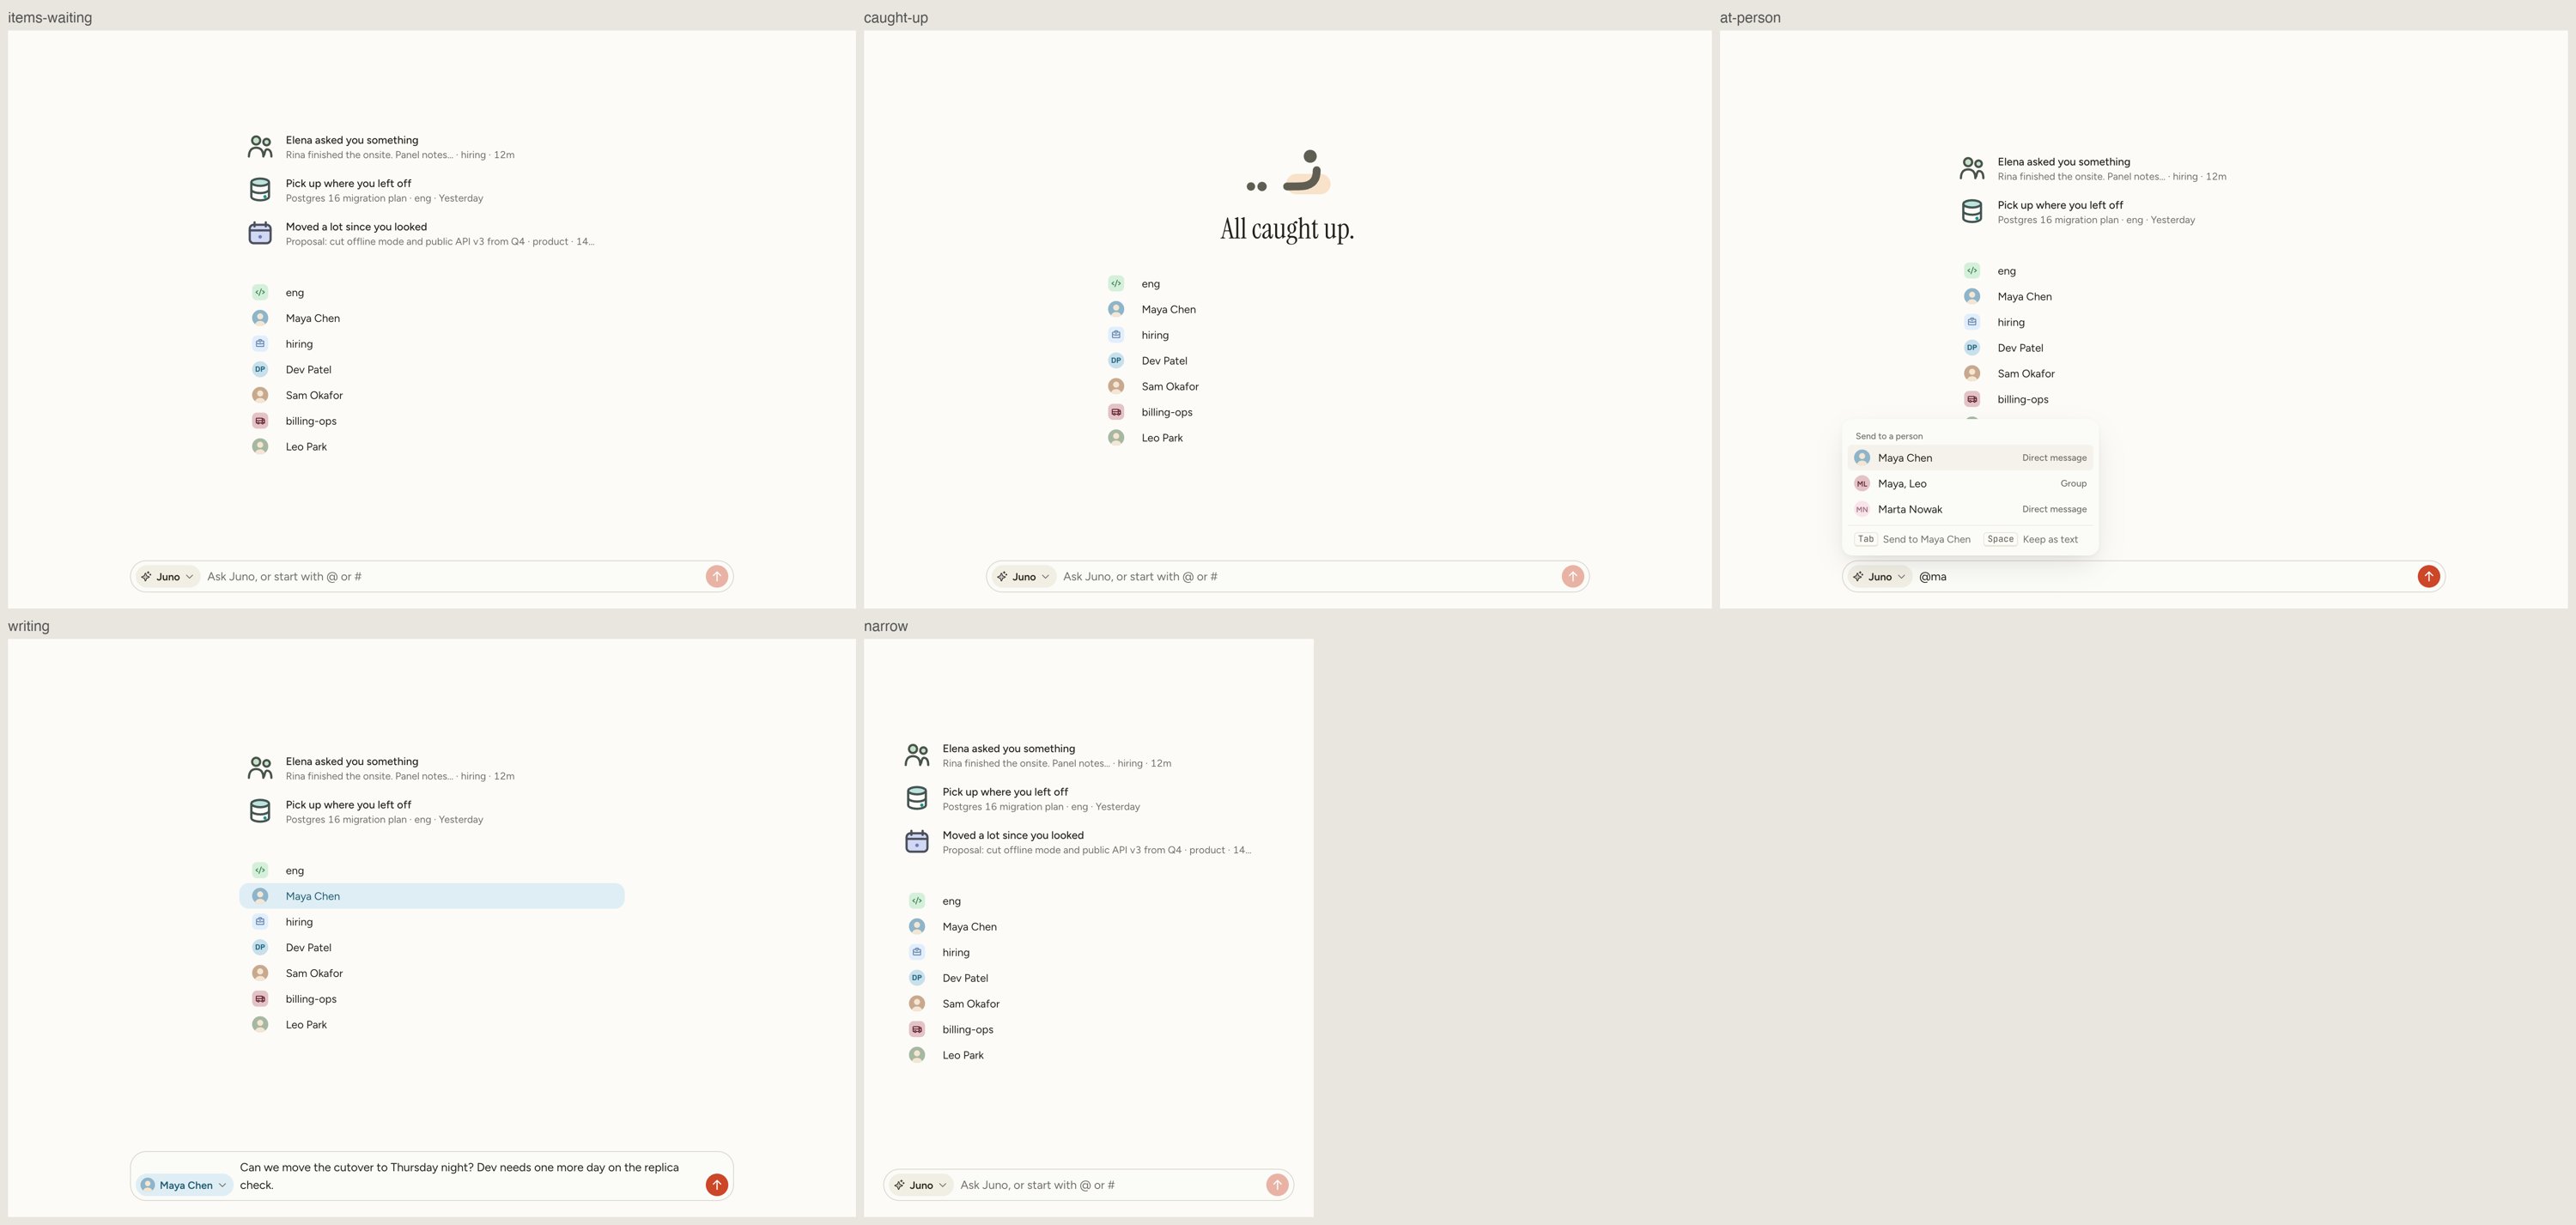 items-waiting
Elena asked you something
Rina finished the onsite. Panel notes... · hiring · 12m
Pick up where you left off
Postgres 16 migration plan · eng · Yesterday
Moved a lot since you looked
Proposal: cut offline mode and public API v3 from Q4 · product · 14...
eng
Maya Chen
hiring
DP Dev Patel
Sam Okafor
billing-ops
Leo Park
Juno Ask Juno, or start with @ or #
caught-up
All caught up.
eng
Maya Chen
hiring
DP Dev Patel
Sam Okafor
billing-ops
Leo Park
Juno Ask Juno, or start with @ or #
at-person
Elena asked you something
Rina finished the onsite. Panel notes... · hiring · 12m
Pick up where you left off
Postgres 16 migration plan · eng · Yesterday
eng
Maya Chen
hiring
DP Dev Patel
Sam Okafor
billing-ops
Send to a person
Maya Chen Direct message
ML Maya, Leo Group
MN Marta Nowak Direct message
Tab Send to Maya Chen Space Keep as text
Juno @ma
writing
Elena asked you something
Rina finished the onsite. Panel notes... · hiring · 12m
Pick up where you left off
Postgres 16 migration plan · eng · Yesterday
eng
Maya Chen
hiring
DP Dev Patel
Sam Okafor
billing-ops
Leo Park
Can we move the cutover to Thursday night? Dev needs one more day on the replica
Maya Chen check.
narrow
Elena asked you something
Rina finished the onsite. Panel notes... · hiring · 12m
Pick up where you left off
Postgres 16 migration plan · eng · Yesterday
Moved a lot since you looked
Proposal: cut offline mode and public API v3 from Q4 · product · 14...
eng
Maya Chen
hiring
DP Dev Patel
Sam Okafor
billing-ops
Leo Park
Juno Ask Juno, or start with @ or #